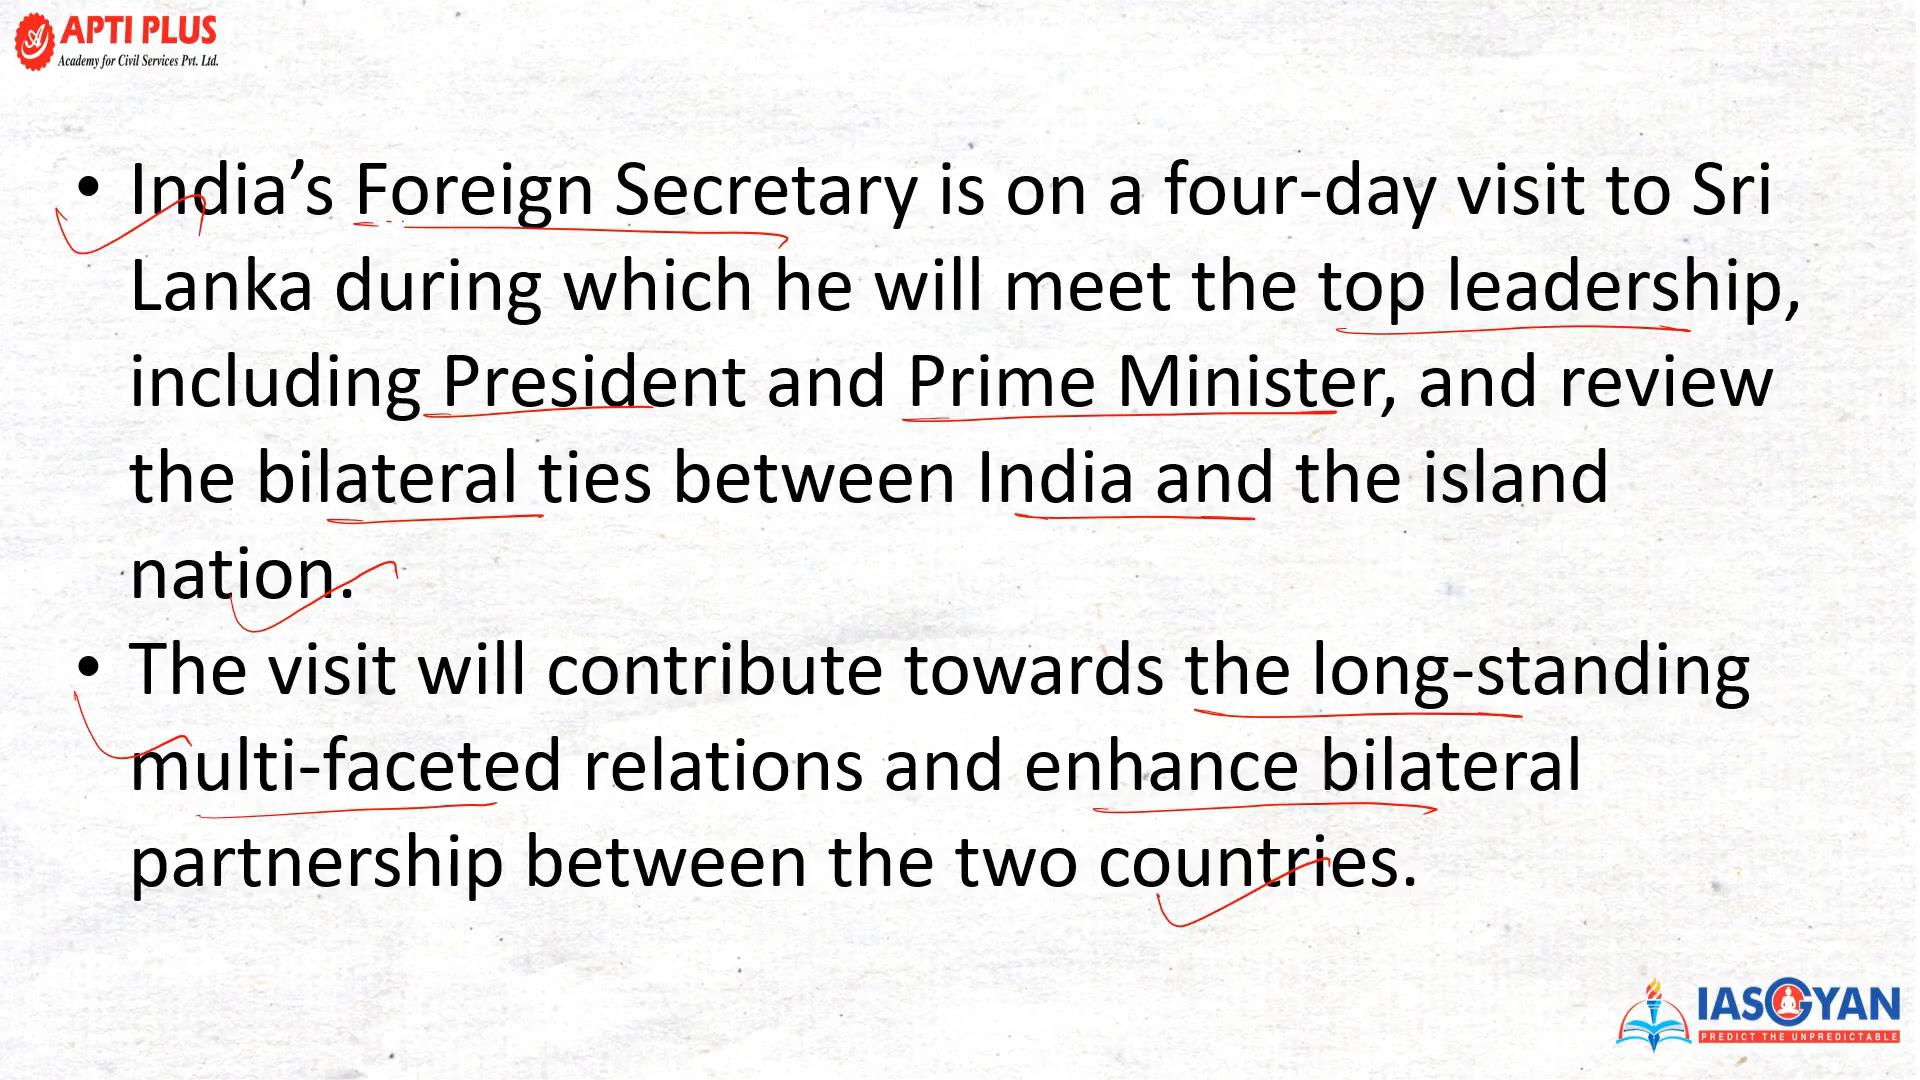 APTI PLUS
Academy for Civil Services Pvt. Ltd.
• India’s Foreign Secretary is on a four-day visit to Sri
Lanka during which he will meet the top leadership,
including President and Prime Minister, and review
the bilateral ties between India and the island
nation.
• The visit will contribute towards the long-standing
multi-faceted relations and enhance bilateral
partnership between the two countries.
IASGYAN
PREDICT THE UNPREDICTABLE